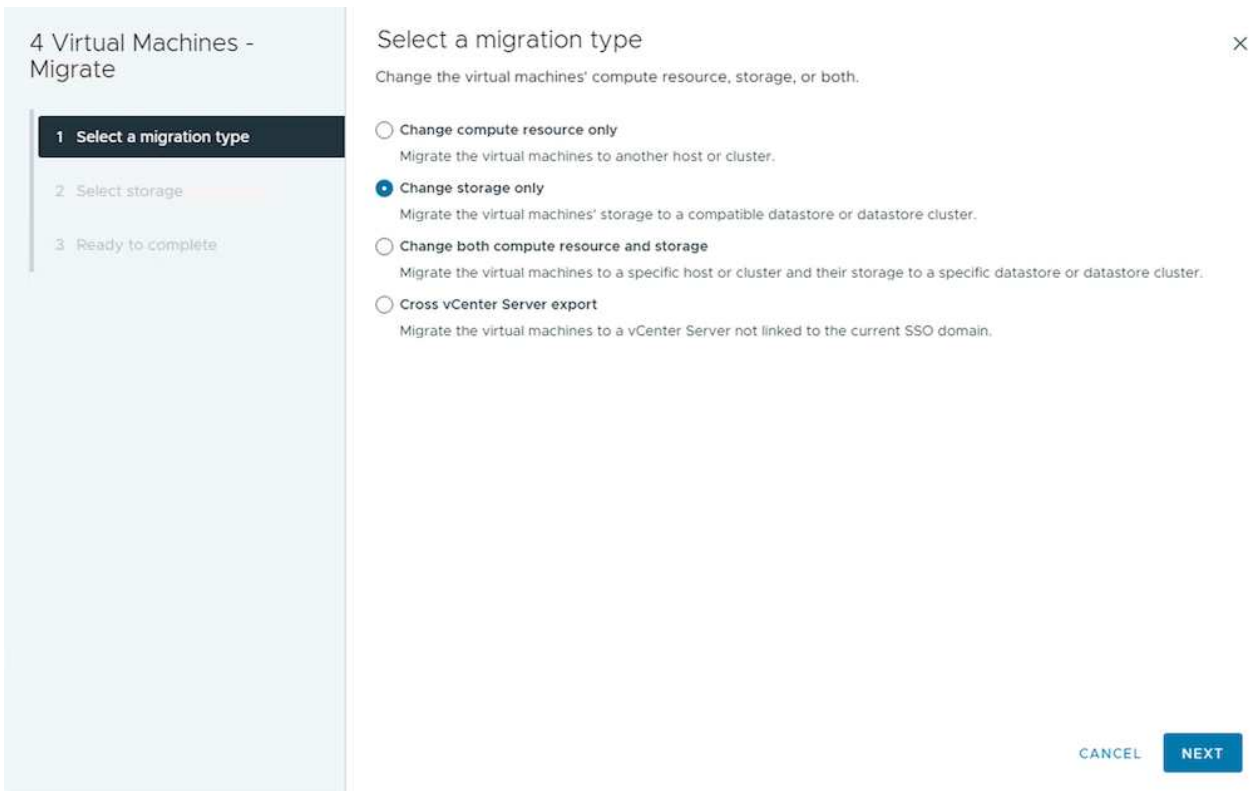 4 Virtual Machines -
Migrate
1 Select a migration type
2 Select storage
3 Ready to complete
Select a migration type
Change the virtual machines' compute resource, storage, or both.
Change compute resource only
Migrate the virtual machines to another host or cluster.
Change storage only
Migrate the virtual machines' storage to a compatible datastore or datastore cluster.
Change both compute resource and storage
Migrate the virtual machines to a specific host or cluster and their storage to a specific datastore or datastore cluster.
Cross vCenter Server export
Migrate the virtual machines to a vCenter Server not linked to the current SSO domain.
CANCEL
NEXT